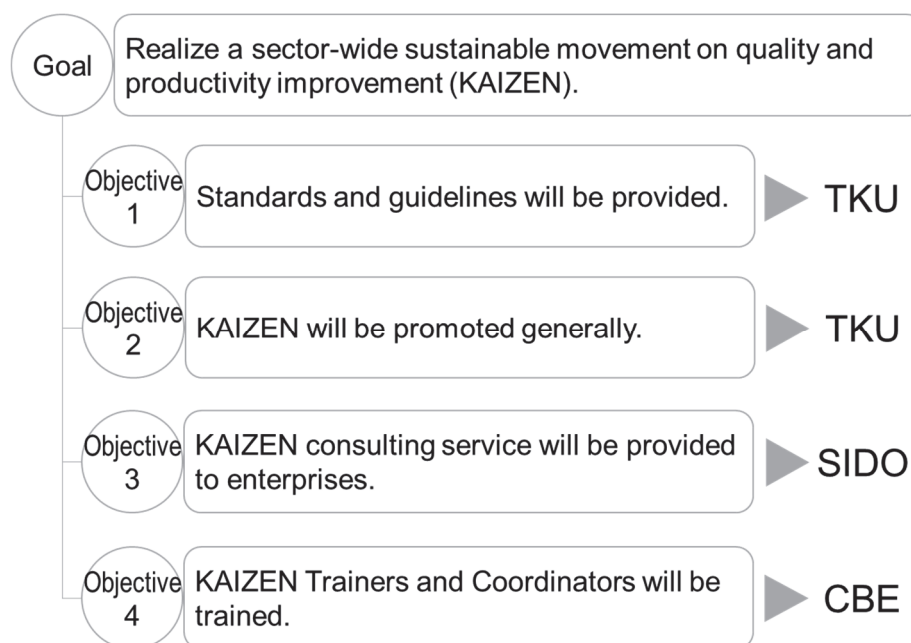 Goal
Realize a sector-wide sustainable movement on quality and
productivity improvement (KAIZEN).
Objective
1
Standards and guidelines will be provided.
TKU
Objective
2
KAIZEN will be promoted generally.
TKU
Objective
3
KAIZEN consulting service will be provided
to enterprises.
SIDO
Objective
4
KAIZEN Trainers and Coordinators will be
trained.
CBE